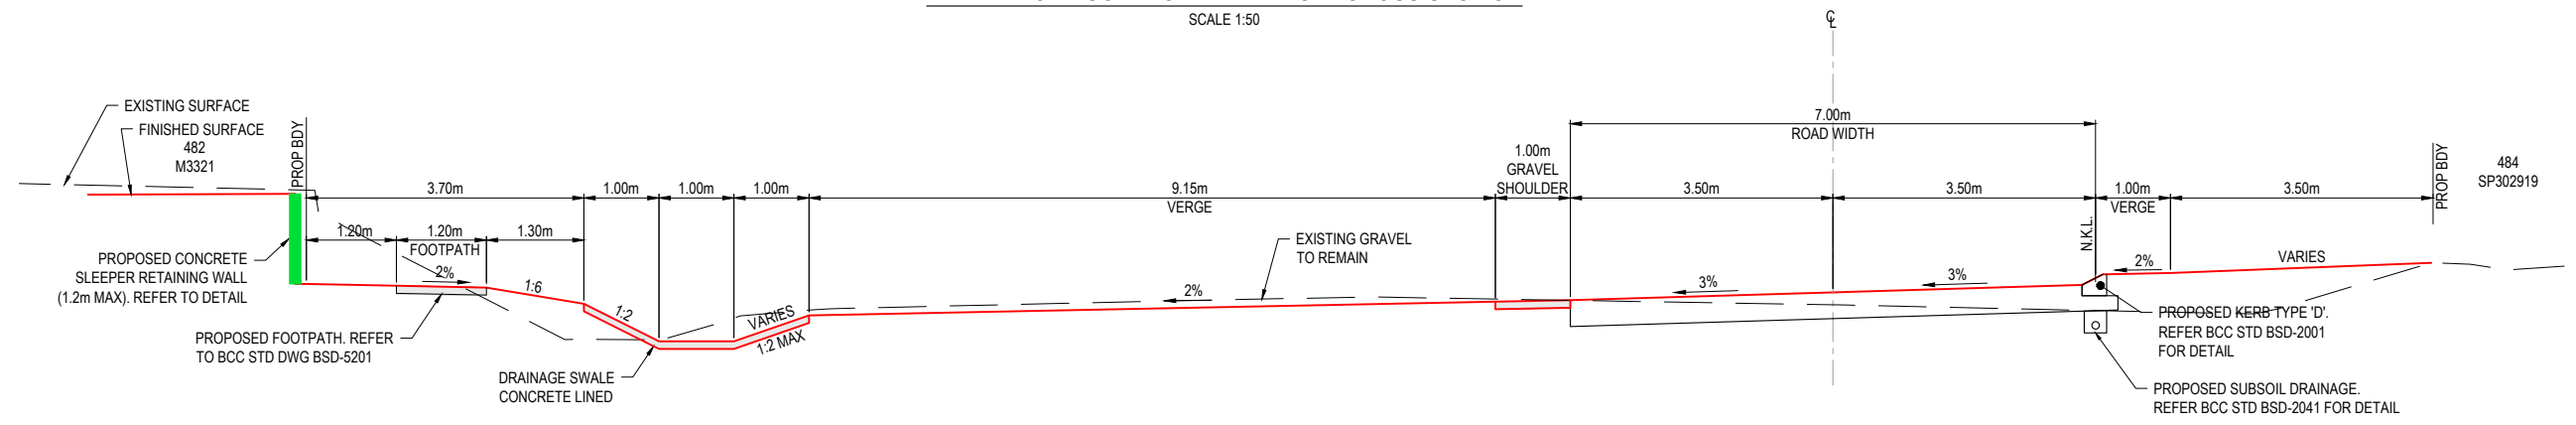 SCALE 1:50
℄
EXISTING SURFACE
FINISHED SURFACE
482
M3321
PROP BDY
3.70m
1.00m
1.00m
1.00m
9.15m
VERGE
1.00m
GRAVEL
SHOULDER
7.00m
ROAD WIDTH
3.50m
3.50m
1.00m
VERGE
3.50m
PROP BDY
484
SP302919
N.K.L.
1.20m
1.20m
FOOTPATH
1.30m
2%
1:6
1:2
VARIES
1:2 MAX
2%
3%
3%
2%
VARIES
EXISTING GRAVEL
TO REMAIN
PROPOSED CONCRETE
SLEEPER RETAINING WALL
(1.2m MAX). REFER TO DETAIL
PROPOSED FOOTPATH. REFER
TO BCC STD DWG BSD-5201
DRAINAGE SWALE
CONCRETE LINED
PROPOSED KERB TYPE 'D'.
REFER BCC STD BSD-2001
FOR DETAIL
PROPOSED SUBSOIL DRAINAGE.
REFER BCC STD BSD-2041 FOR DETAIL